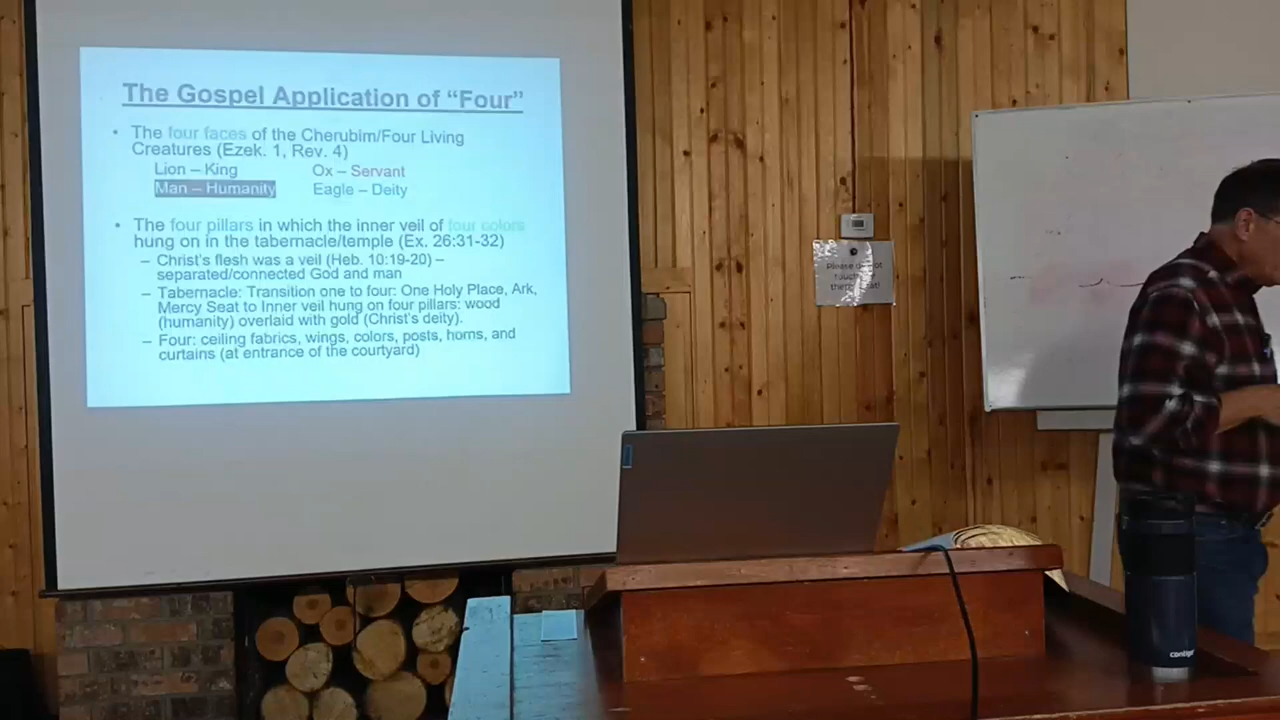 The Gospel Application of “Four”
• The four faces of the Cherubim/Four Living
Creatures (Ezek. 1, Rev. 4)
Lion – King Ox – Servant
Man – Humanity Eagle – Deity
• The four pillars in which the inner veil of four colors
hung on in the tabernacle/temple (Ex. 26:31-32)
– Christ's flesh was a veil (Heb. 10:19-20) –
separated/connected God and man
– Tabernacle: Transition one to four: One Holy Place, Ark,
Mercy Seat to Inner veil hung on four pillars: wood
(humanity) overlaid with gold (Christ's deity).
– Four: ceiling fabrics, wings, colors, posts, horns, and
curtains (at entrance of the courtyard)
Please do not
touch
contigo